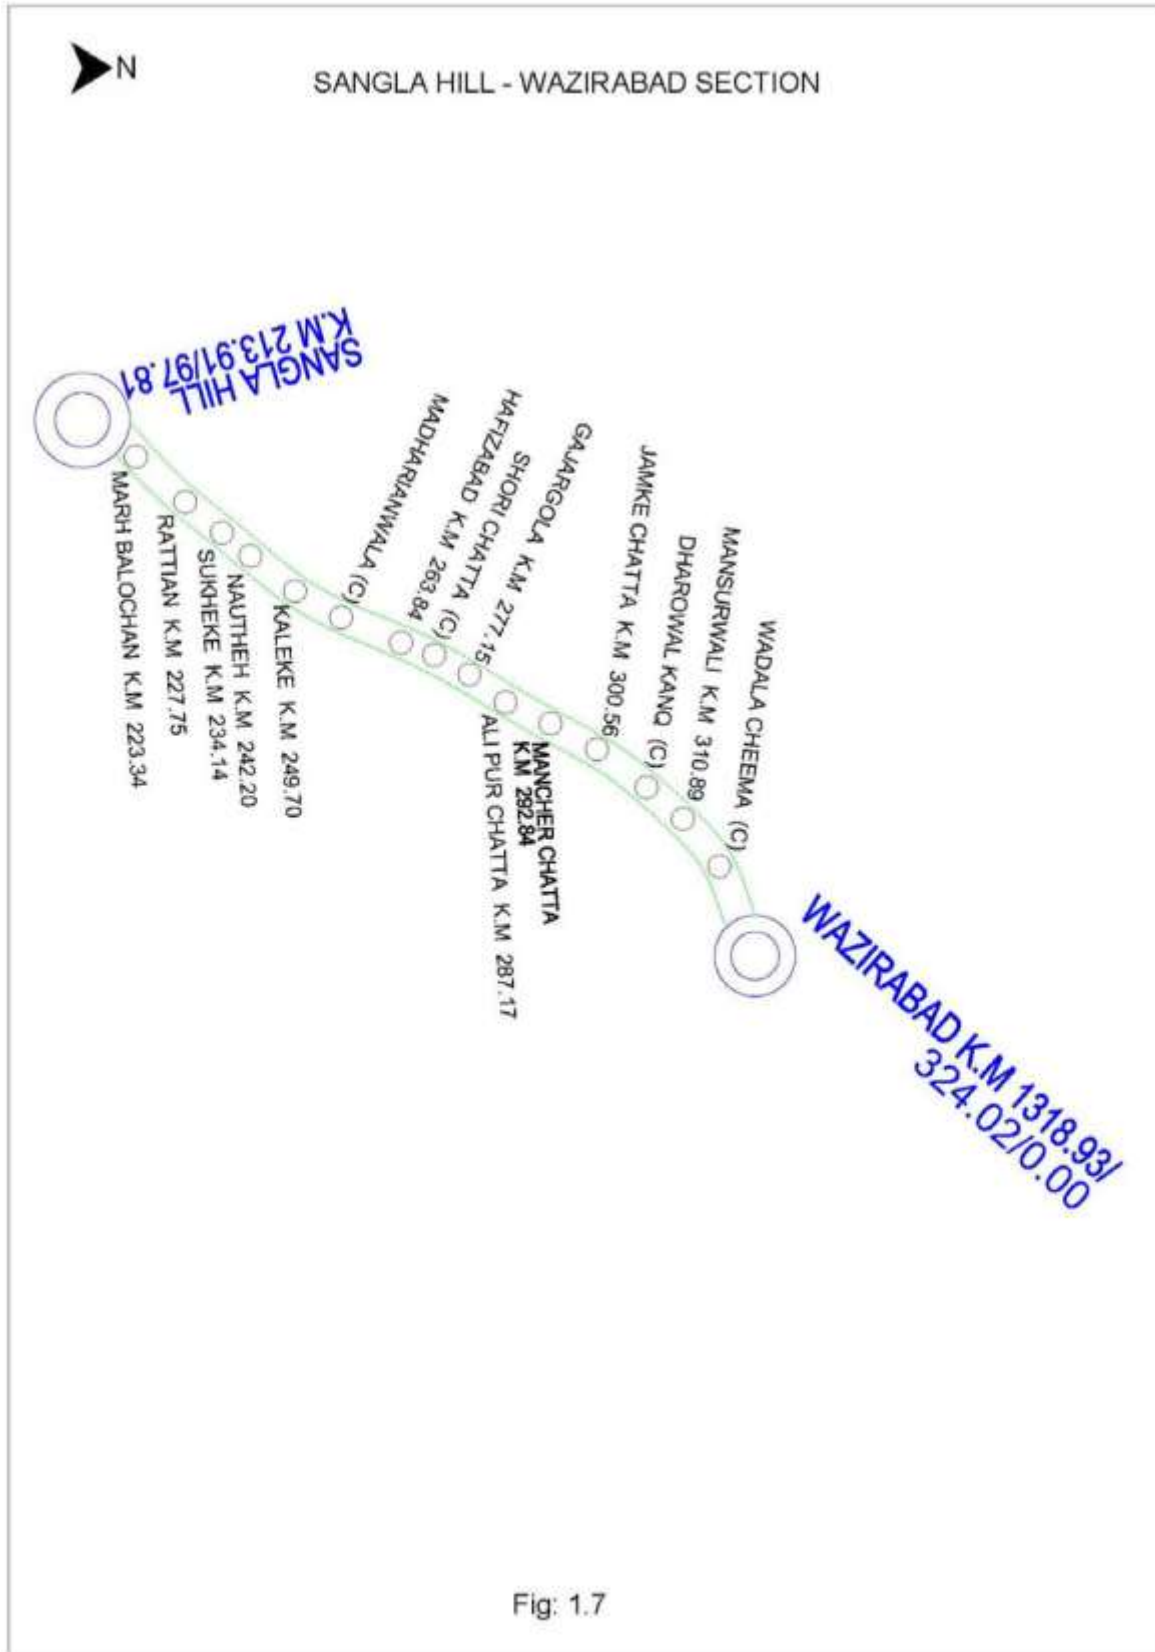 N
SANGLA HILL - WAZIRABAD SECTION
SANGLA HILL
K.M 213.91/97.81
MARH BALOCHAN K.M 223.34
RATTIAN K.M 227.75
SUKHEKE K.M 234.14
NAUTHEH K.M 242.20
KALEKE K.M 249.70
MADHARIANWALA (C)
HAFIZABAD K.M 263.84
SHORI CHATTA (C)
GAJARGOLA K.M 277.15
ALI PUR CHATTA K.M 287.17
MANCHER CHATTA
K.M 292.84
JAMKE CHATTA K.M 300.56
DHAROWAL KANQ (C)
MANSURWALI K.M 310.89
WADALA CHEEMA (C)
WAZIRABAD K.M 1318.93/
324.02/0.00
Fig: 1.7